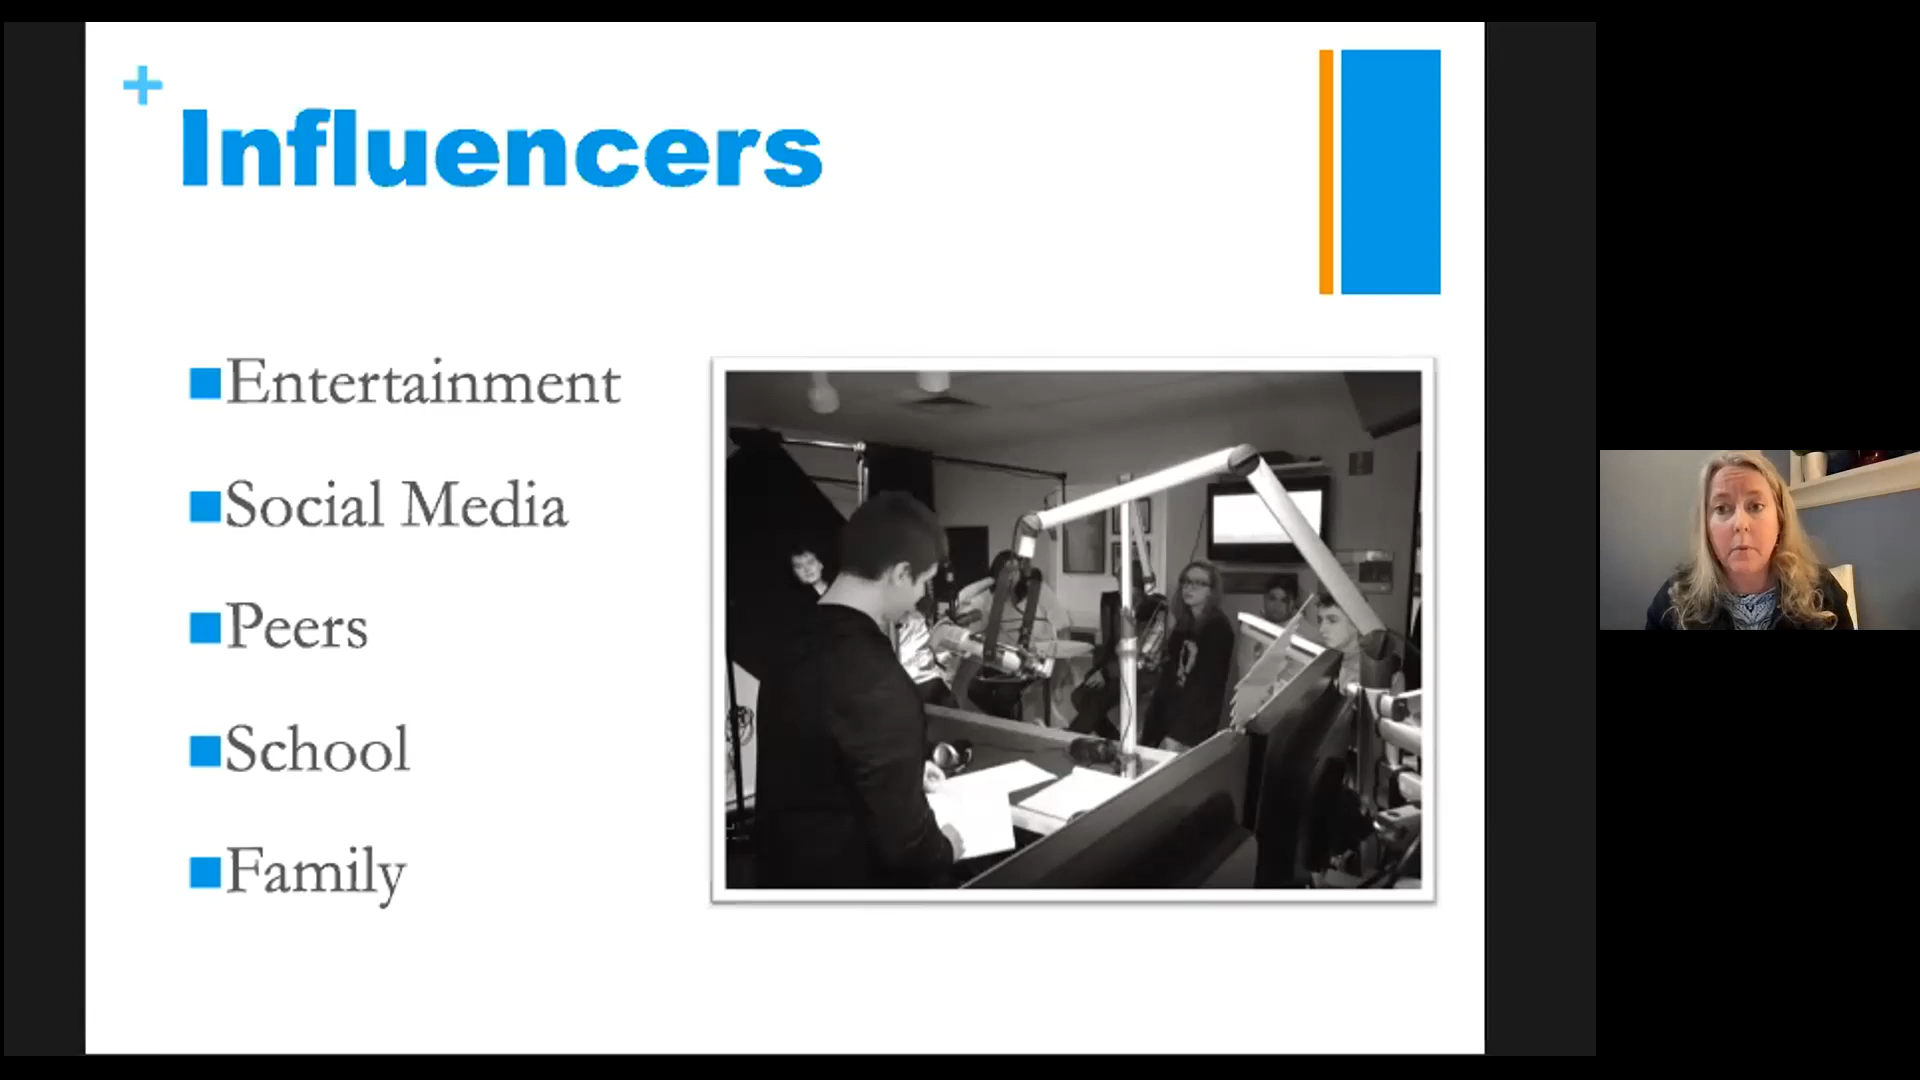 +
Influencers
Entertainment
Social Media
Peers
School
Family